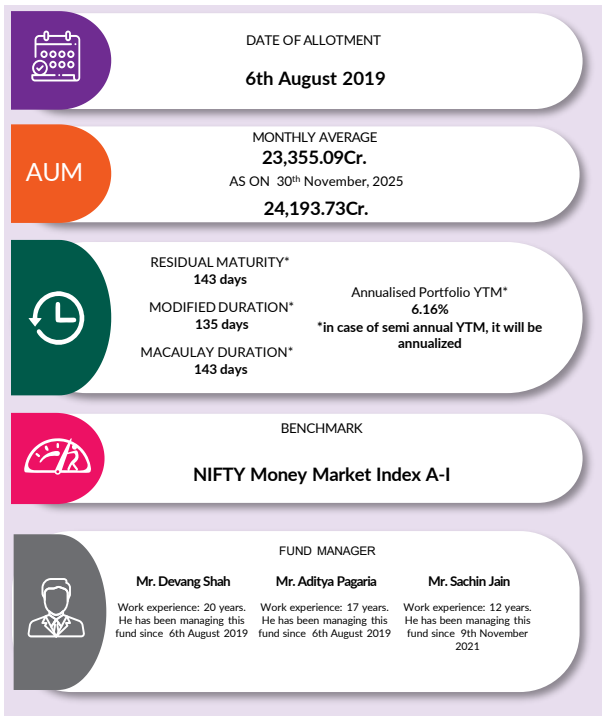 DATE OF ALLOTMENT
6th August 2019
AUM
MONTHLY AVERAGE
23,355.09Cr.
AS ON 30th November, 2025
24,193.73Cr.
RESIDUAL MATURITY*
143 days
MODIFIED DURATION*
135 days
MACAULAY DURATION*
143 days
Annualised Portfolio YTM*
6.16%
*in case of semi annual YTM, it will be
annualized
BENCHMARK
NIFTY Money Market Index A-I
FUND MANAGER
Mr. Devang Shah
Work experience: 20 years.
He has been managing this
fund since 6th August 2019
Mr. Aditya Pagaria
Work experience: 17 years.
He has been managing this
fund since 6th August 2019
Mr. Sachin Jain
Work experience: 12 years.
He has been managing this
fund since 9th November
2021